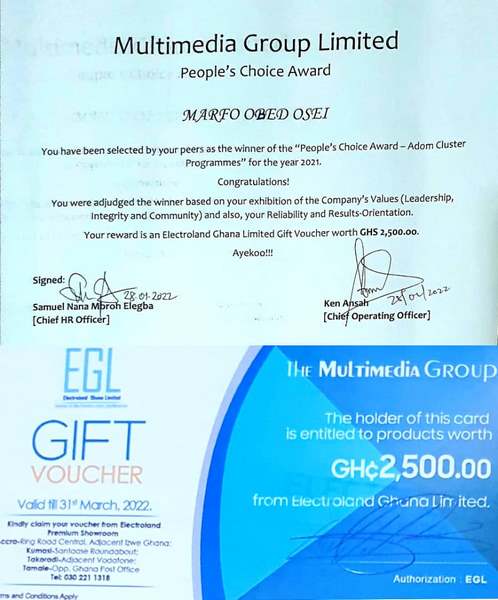 Multimedia Group Limited
People's Choice Award
MARFO OBED OSEI
You have been selected by your peers as the winner of the "People's Choice Award – Adom Cluster
Programmes" for the year 2021.
Congratulations!
You were adjudged the winner based on your exhibition of the Company's Values (Leadership,
Integrity and Community) and also, your Reliability and Results-Orientation.
Your reward is an Electroland Ghana Limited Gift Voucher worth GHS 2,500.00.
Ayekoo!!!
Signed:
28.01.2022
Samuel Nana Mbroh Elegba
[Chief HR Officer]
28/01/2022
Ken Ansah
[Chief Operating Officer]
EGL
Electroland Ghana Limited
GIFT
VOUCHER
Valid till 31st March, 2022.
Kindly claim your voucher from Electroland
Premium Showroom
ccra-Ring Road Central, Adjacent Izwe Ghana;
Kumasi-Santaase Roundabout;
Takoradi-Adjacent Vodafone;
Tamale-Opp. Ghana Post Office
Tel: 030 221 1318
ms and Conditions Apply
THE MULTIMEDIA GROUP
The holder of this card
is entitled to products worth
GH¢2,500.00
from Electroland Ghana Limited.
Authorization : EGL